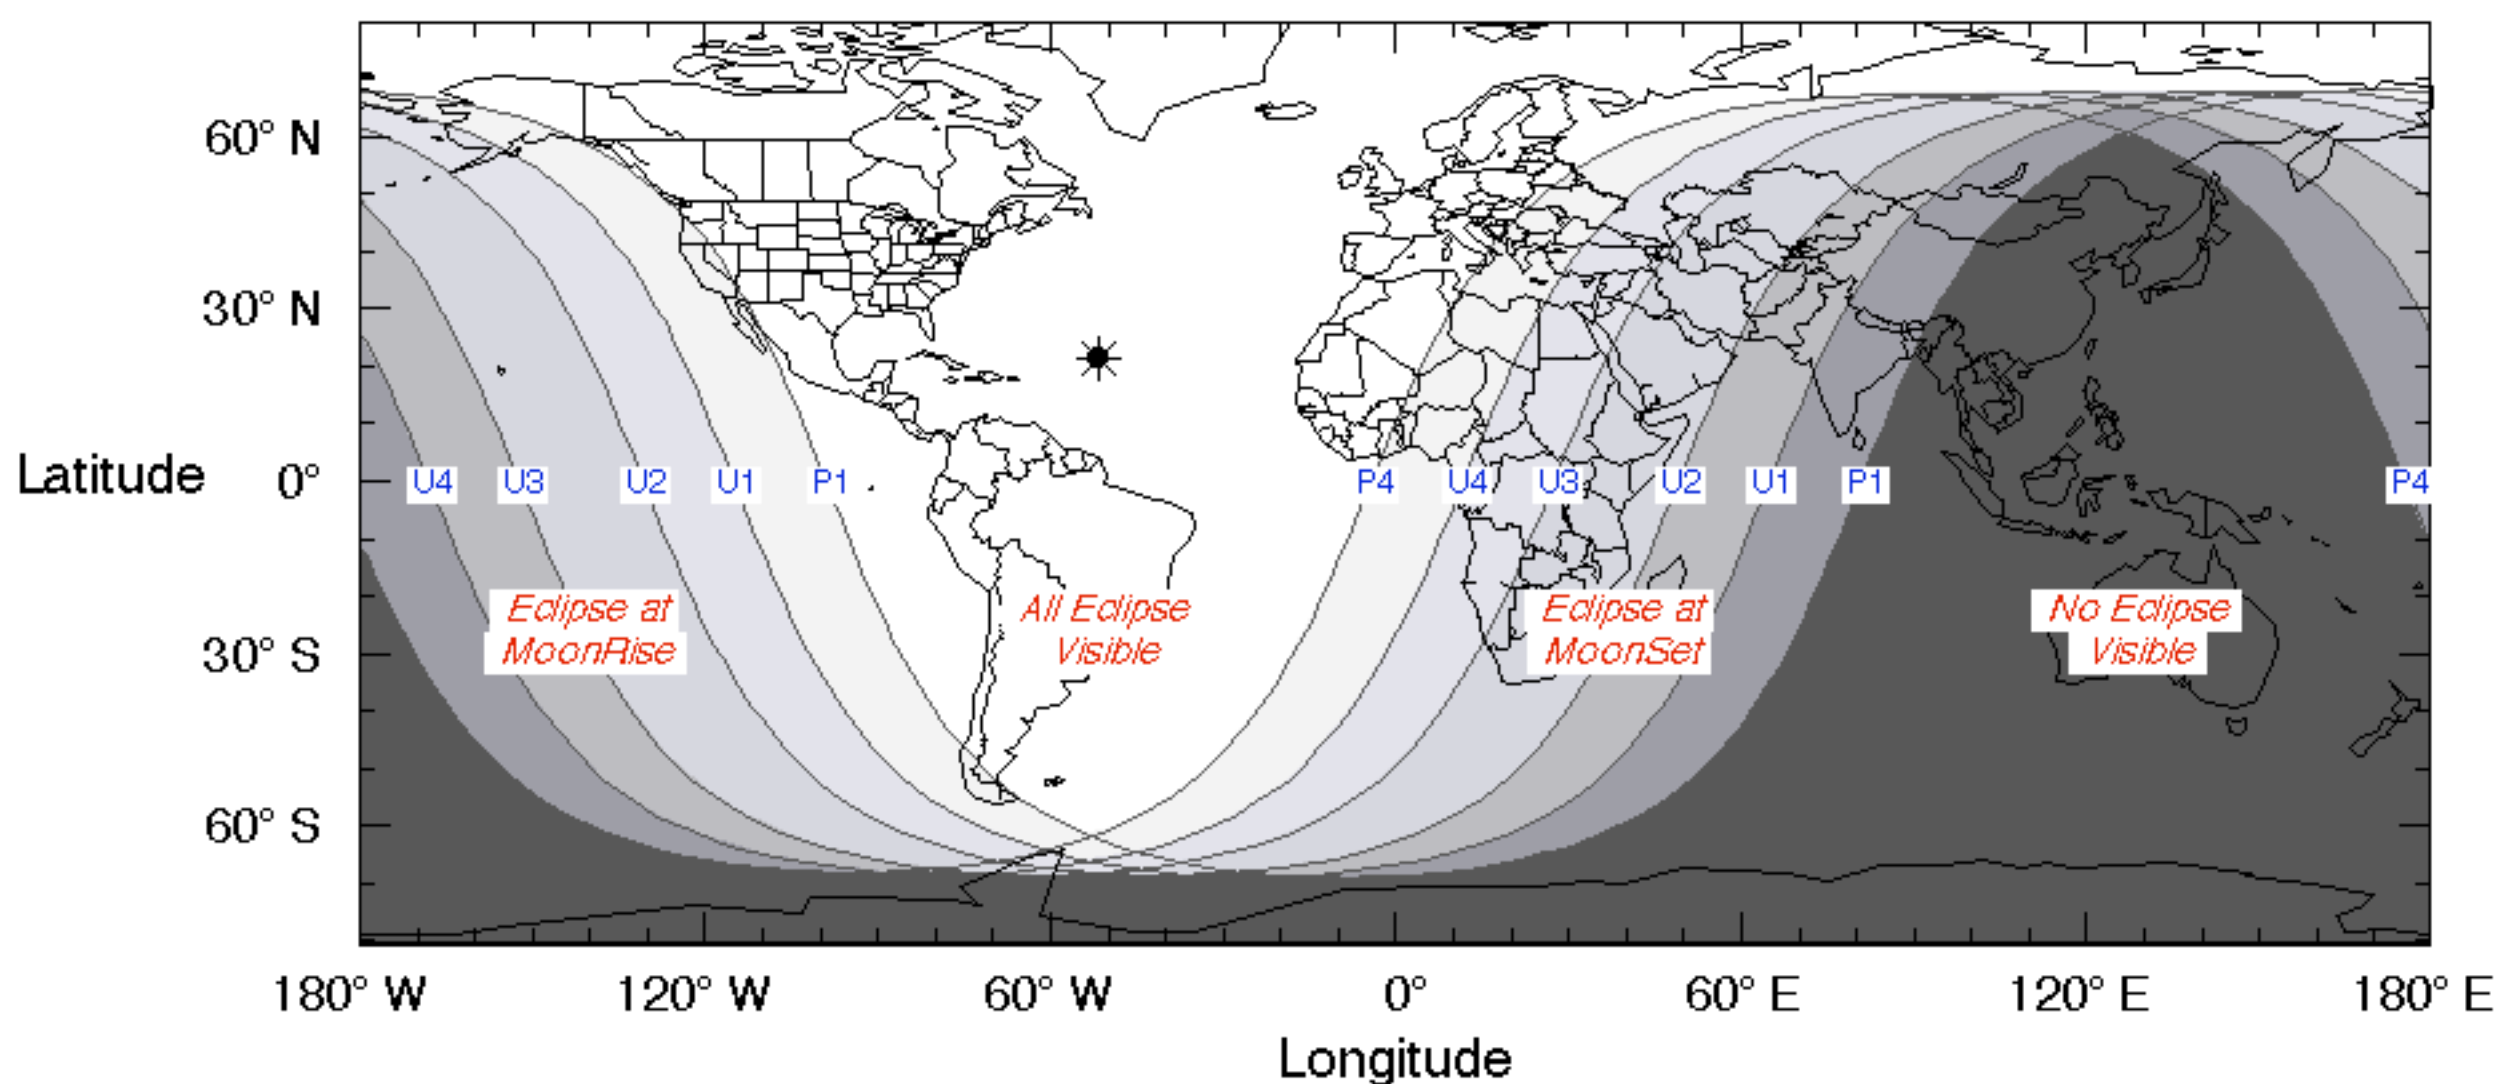 60° N
30° N
Latitude 0°
U4 U3 U2 U1 P1 P4 U4 U3 U2 U1 P1 P4
Eclipse at
MoonRise
All Eclipse
Visible
Eclipse at
MoonSet
No Eclipse
Visible
30° S
60° S
180° W 120° W 60° W 0° 60° E 120° E 180° E
Longitude